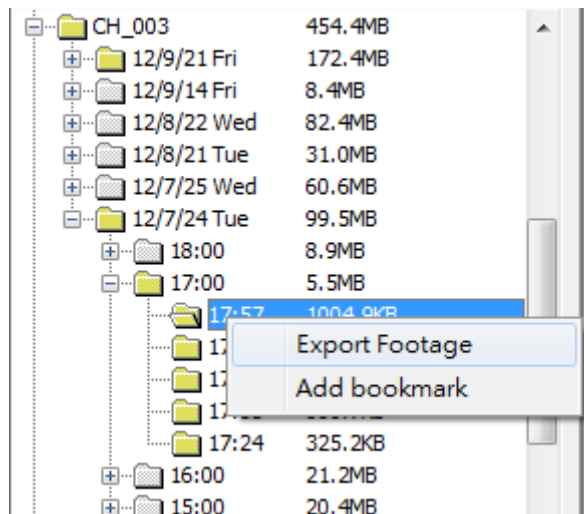 CH_003 454.4MB
12/9/21 Fri 172.4MB
12/9/14 Fri 8.4MB
12/8/22 Wed 82.4MB
12/8/21 Tue 31.0MB
12/7/25 Wed 60.6MB
12/7/24 Tue 99.5MB
18:00 8.9MB
17:00 5.5MB
17:57 1004.9KB
Export Footage
Add bookmark
17:24 325.2KB
16:00 21.2MB
15:00 20.4MB